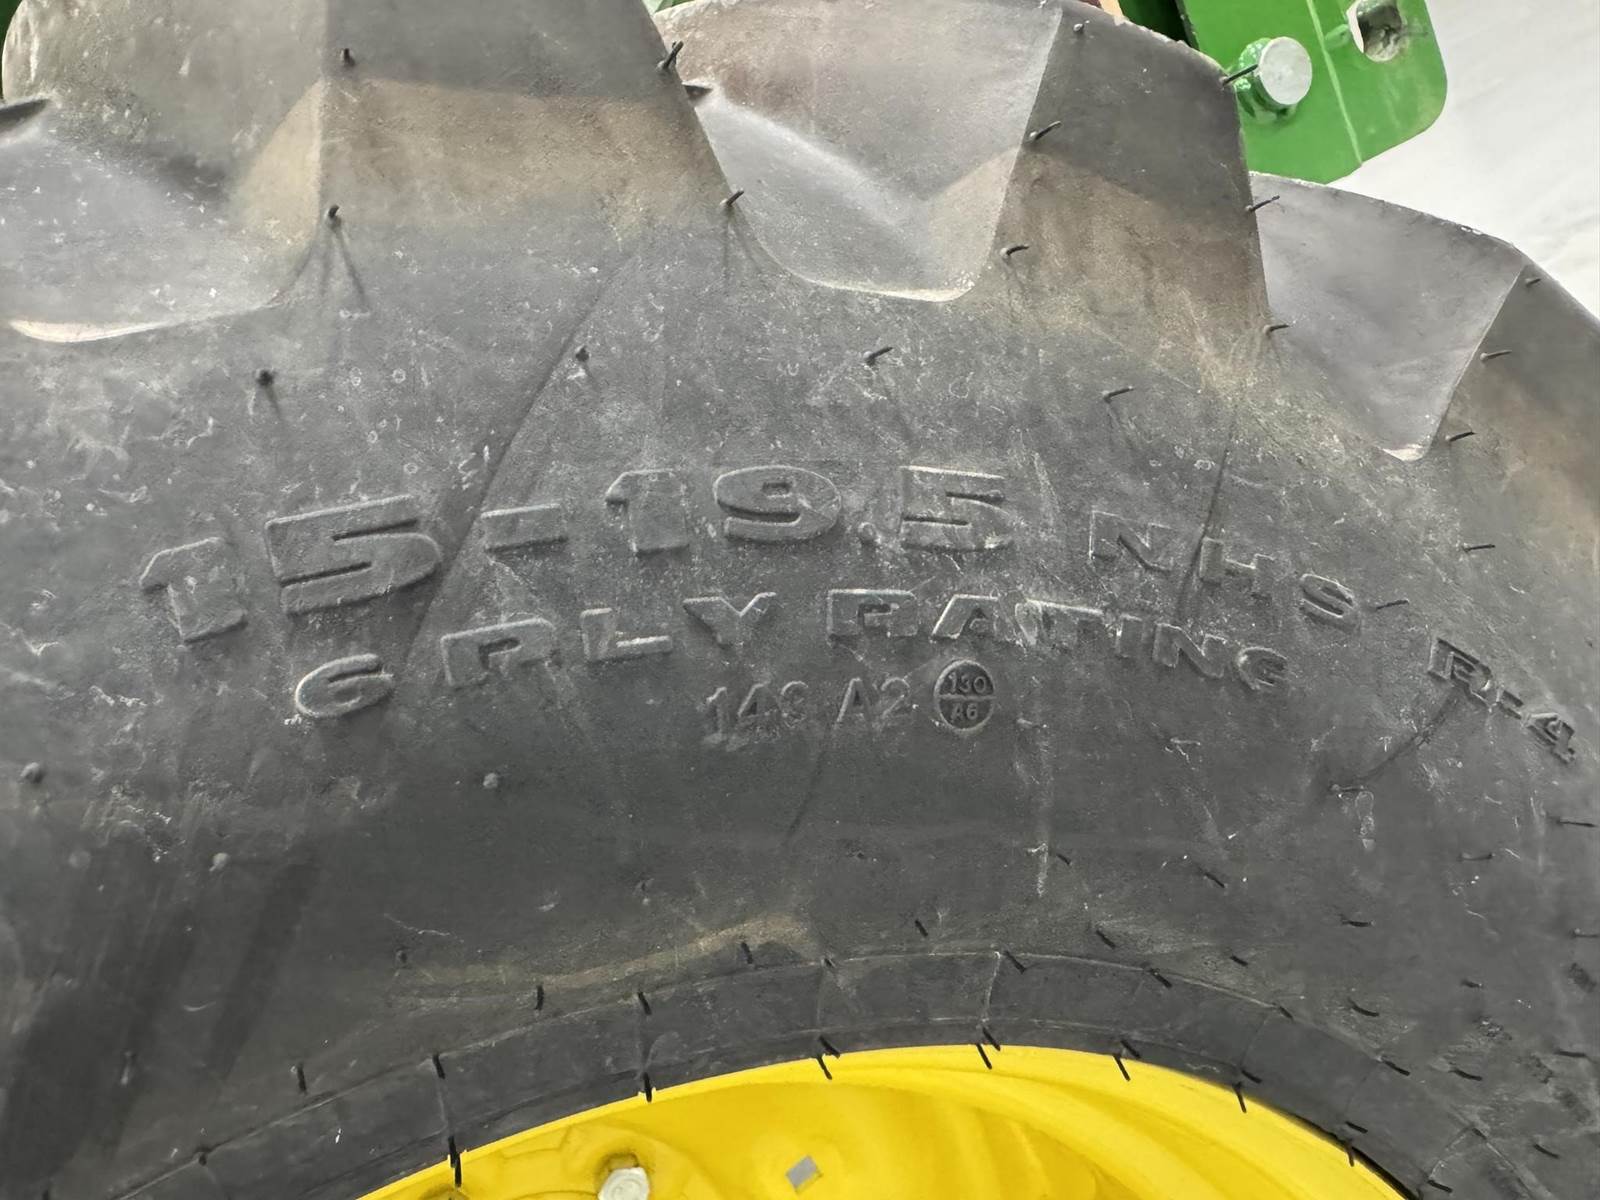 15-19.5 NHS R-4
6 PLY RATING
143 A2 130 A6